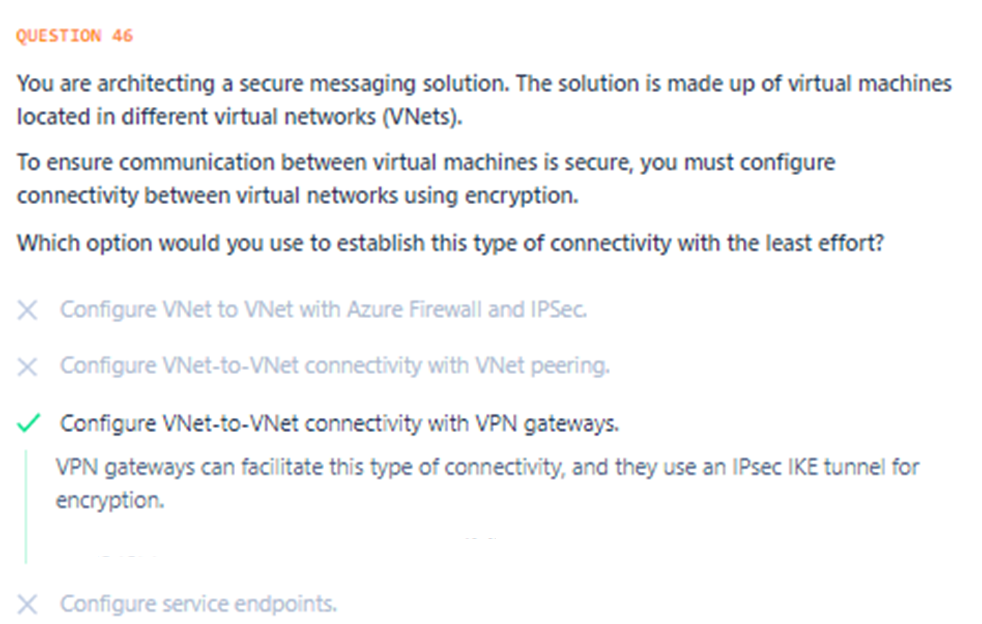 QUESTION 46
You are architecting a secure messaging solution. The solution is made up of virtual machines
located in different virtual networks (VNets).
To ensure communication between virtual machines is secure, you must configure
connectivity between virtual networks using encryption.
Which option would you use to establish this type of connectivity with the least effort?
Configure VNet to VNet with Azure Firewall and IPSec.
Configure VNet-to-VNet connectivity with VNet peering.
Configure VNet-to-VNet connectivity with VPN gateways.
VPN gateways can facilitate this type of connectivity, and they use an IPsec IKE tunnel for
encryption.
Configure service endpoints.